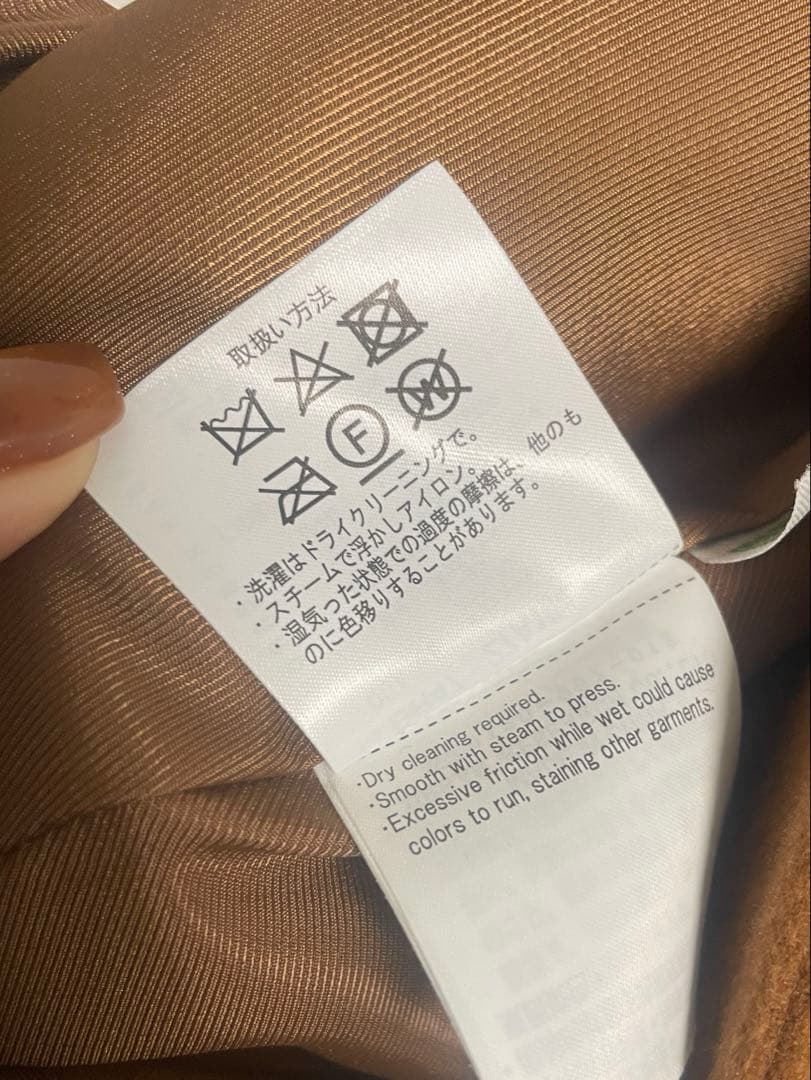 取扱い方法
F
W
・洗濯はドライクリーニングで。
・スチームで浮かしアイロン。
・湿気った状態での過度の摩擦は、他のも
のに色移りすることがあります。
・Dry cleaning required.
・Smooth with steam to press.
・Excessive friction while wet could cause
colors to run, staining other garments.